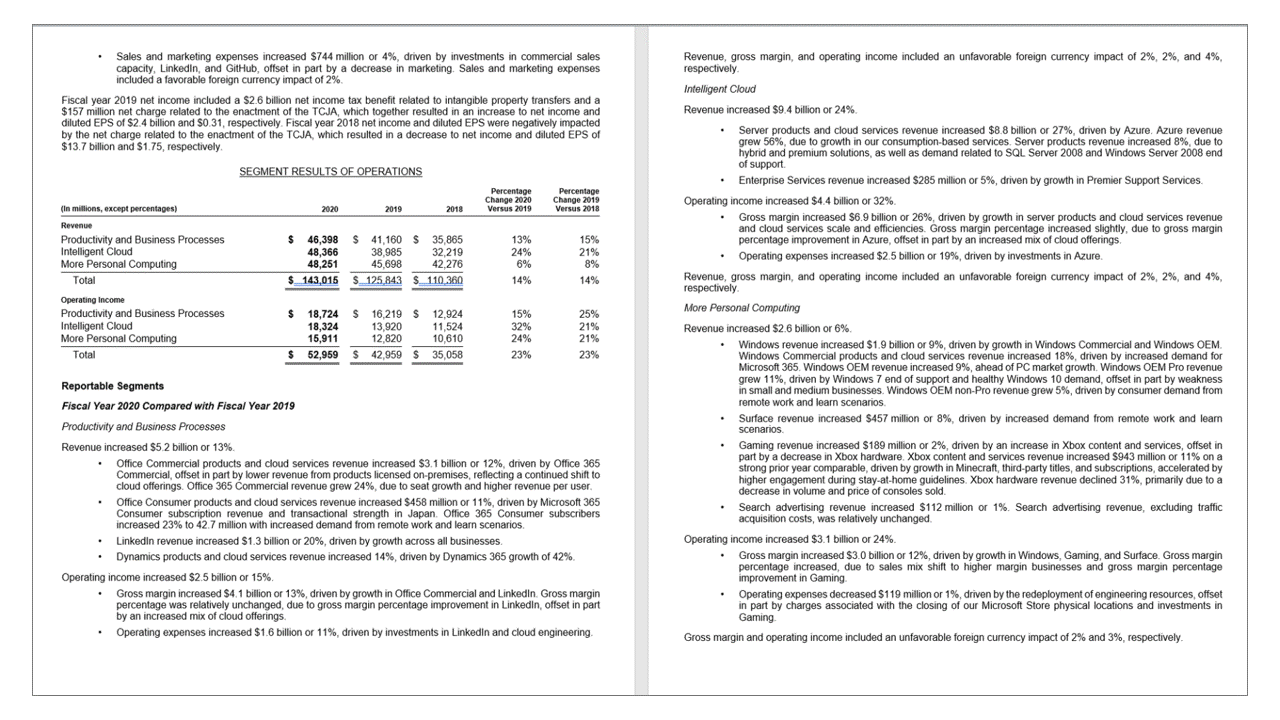 • Sales and marketing expenses increased $744 million or 4%, driven by investments in commercial sales
capacity, LinkedIn, and GitHub, offset in part by a decrease in marketing. Sales and marketing expenses
included a favorable foreign currency impact of 2%.
Fiscal year 2019 net income included a $2.6 billion net income tax benefit related to intangible property transfers and a
$157 million net charge related to the enactment of the TCJA, which together resulted in an increase to net income and
diluted EPS of $2.4 billion and $0.31, respectively. Fiscal year 2018 net income and diluted EPS were negatively impacted
by the net charge related to the enactment of the TCJA, which resulted in a decrease to net income and diluted EPS of
$13.7 billion and $1.75, respectively.
SEGMENT RESULTS OF OPERATIONS
Percentage Percentage
Change 2020 Change 2019
(In millions, except percentages) 2020 2019 2018 Versus 2019 Versus 2018
Revenue
Productivity and Business Processes $ 46,398 $ 41,160 $ 35,865 13% 15%
Intelligent Cloud 48,366 38,985 32,219 24% 21%
More Personal Computing 48,251 45,698 42,276 6% 8%
Total $ 143,015 $ 125,843 $ 110,360 14% 14%
Operating Income
Productivity and Business Processes $ 18,724 $ 16,219 $ 12,924 15% 25%
Intelligent Cloud 18,324 13,920 11,524 32% 21%
More Personal Computing 15,911 12,820 10,610 24% 21%
Total $ 52,959 $ 42,959 $ 35,058 23% 23%
Reportable Segments
Fiscal Year 2020 Compared with Fiscal Year 2019
Productivity and Business Processes
Revenue increased $5.2 billion or 13%.
• Office Commercial products and cloud services revenue increased $3.1 billion or 12%, driven by Office 365
Commercial, offset in part by lower revenue from products licensed on-premises, reflecting a continued shift to
cloud offerings. Office 365 Commercial revenue grew 24%, due to seat growth and higher revenue per user.
• Office Consumer products and cloud services revenue increased $458 million or 11%, driven by Microsoft 365
Consumer subscription revenue and transactional strength in Japan. Office 365 Consumer subscribers
increased 23% to 42.7 million with increased demand from remote work and learn scenarios.
• LinkedIn revenue increased $1.3 billion or 20%, driven by growth across all businesses.
• Dynamics products and cloud services revenue increased 14%, driven by Dynamics 365 growth of 42%.
Operating income increased $2.5 billion or 15%.
• Gross margin increased $4.1 billion or 13%, driven by growth in Office Commercial and LinkedIn. Gross margin
percentage was relatively unchanged, due to gross margin percentage improvement in LinkedIn, offset in part
by an increased mix of cloud offerings.
• Operating expenses increased $1.6 billion or 11%, driven by investments in LinkedIn and cloud engineering.
Revenue, gross margin, and operating income included an unfavorable foreign currency impact of 2%, 2%, and 4%,
respectively.
Intelligent Cloud
Revenue increased $9.4 billion or 24%.
• Server products and cloud services revenue increased $8.8 billion or 27%, driven by Azure. Azure revenue
grew 56%, due to growth in our consumption-based services. Server products revenue increased 8%, due to
hybrid and premium solutions, as well as demand related to SQL Server 2008 and Windows Server 2008 end
of support.
• Enterprise Services revenue increased $285 million or 5%, driven by growth in Premier Support Services.
Operating income increased $4.4 billion or 32%.
• Gross margin increased $6.9 billion or 26%, driven by growth in server products and cloud services revenue
and cloud services scale and efficiencies. Gross margin percentage increased slightly, due to gross margin
percentage improvement in Azure, offset in part by an increased mix of cloud offerings.
• Operating expenses increased $2.5 billion or 19%, driven by investments in Azure.
Revenue, gross margin, and operating income included an unfavorable foreign currency impact of 2%, 2%, and 4%,
respectively.
More Personal Computing
Revenue increased $2.6 billion or 6%.
• Windows revenue increased $1.9 billion or 9%, driven by growth in Windows Commercial and Windows OEM.
Windows Commercial products and cloud services revenue increased 18%, driven by increased demand for
Microsoft 365. Windows OEM revenue increased 9%, ahead of PC market growth. Windows OEM Pro revenue
grew 11%, driven by Windows 7 end of support and healthy Windows 10 demand, offset in part by weakness
in small and medium businesses. Windows OEM non-Pro revenue grew 5%, driven by consumer demand from
remote work and learn scenarios.
• Surface revenue increased $457 million or 8%, driven by increased demand from remote work and learn
scenarios.
• Gaming revenue increased $189 million or 2%, driven by an increase in Xbox content and services, offset in
part by a decrease in Xbox hardware. Xbox content and services revenue increased $943 million or 11% on a
strong prior year comparable, driven by growth in Minecraft, third-party titles, and subscriptions, accelerated by
higher engagement during stay-at-home guidelines. Xbox hardware revenue declined 31%, primarily due to a
decrease in volume and price of consoles sold.
• Search advertising revenue increased $112 million or 1%. Search advertising revenue, excluding traffic
acquisition costs, was relatively unchanged.
Operating income increased $3.1 billion or 24%.
• Gross margin increased $3.0 billion or 12%, driven by growth in Windows, Gaming, and Surface. Gross margin
percentage increased, due to sales mix shift to higher margin businesses and gross margin percentage
improvement in Gaming.
• Operating expenses decreased $119 million or 1%, driven by the redeployment of engineering resources, offset
in part by charges associated with the closing of our Microsoft Store physical locations and investments in
Gaming.
Gross margin and operating income included an unfavorable foreign currency impact of 2% and 3%, respectively.